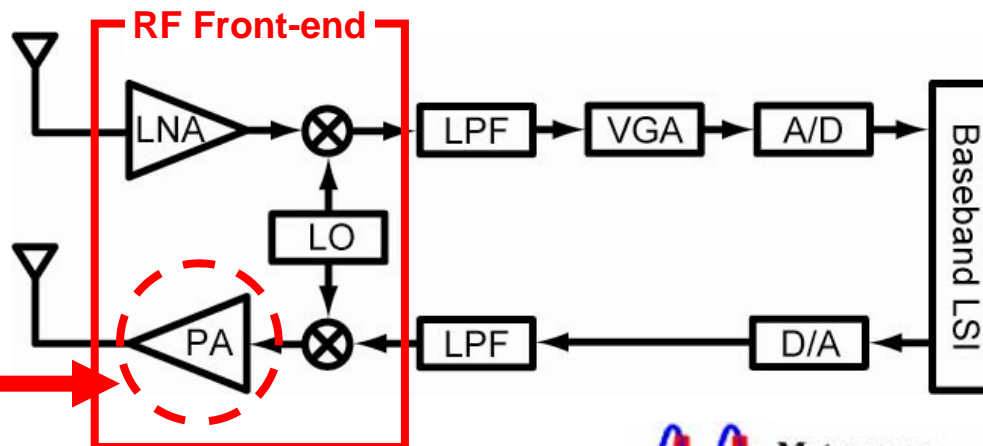 RF Front-end
LNA
LPF
VGA
A/D
Baseband LSI
LO
PA
LPF
D/A